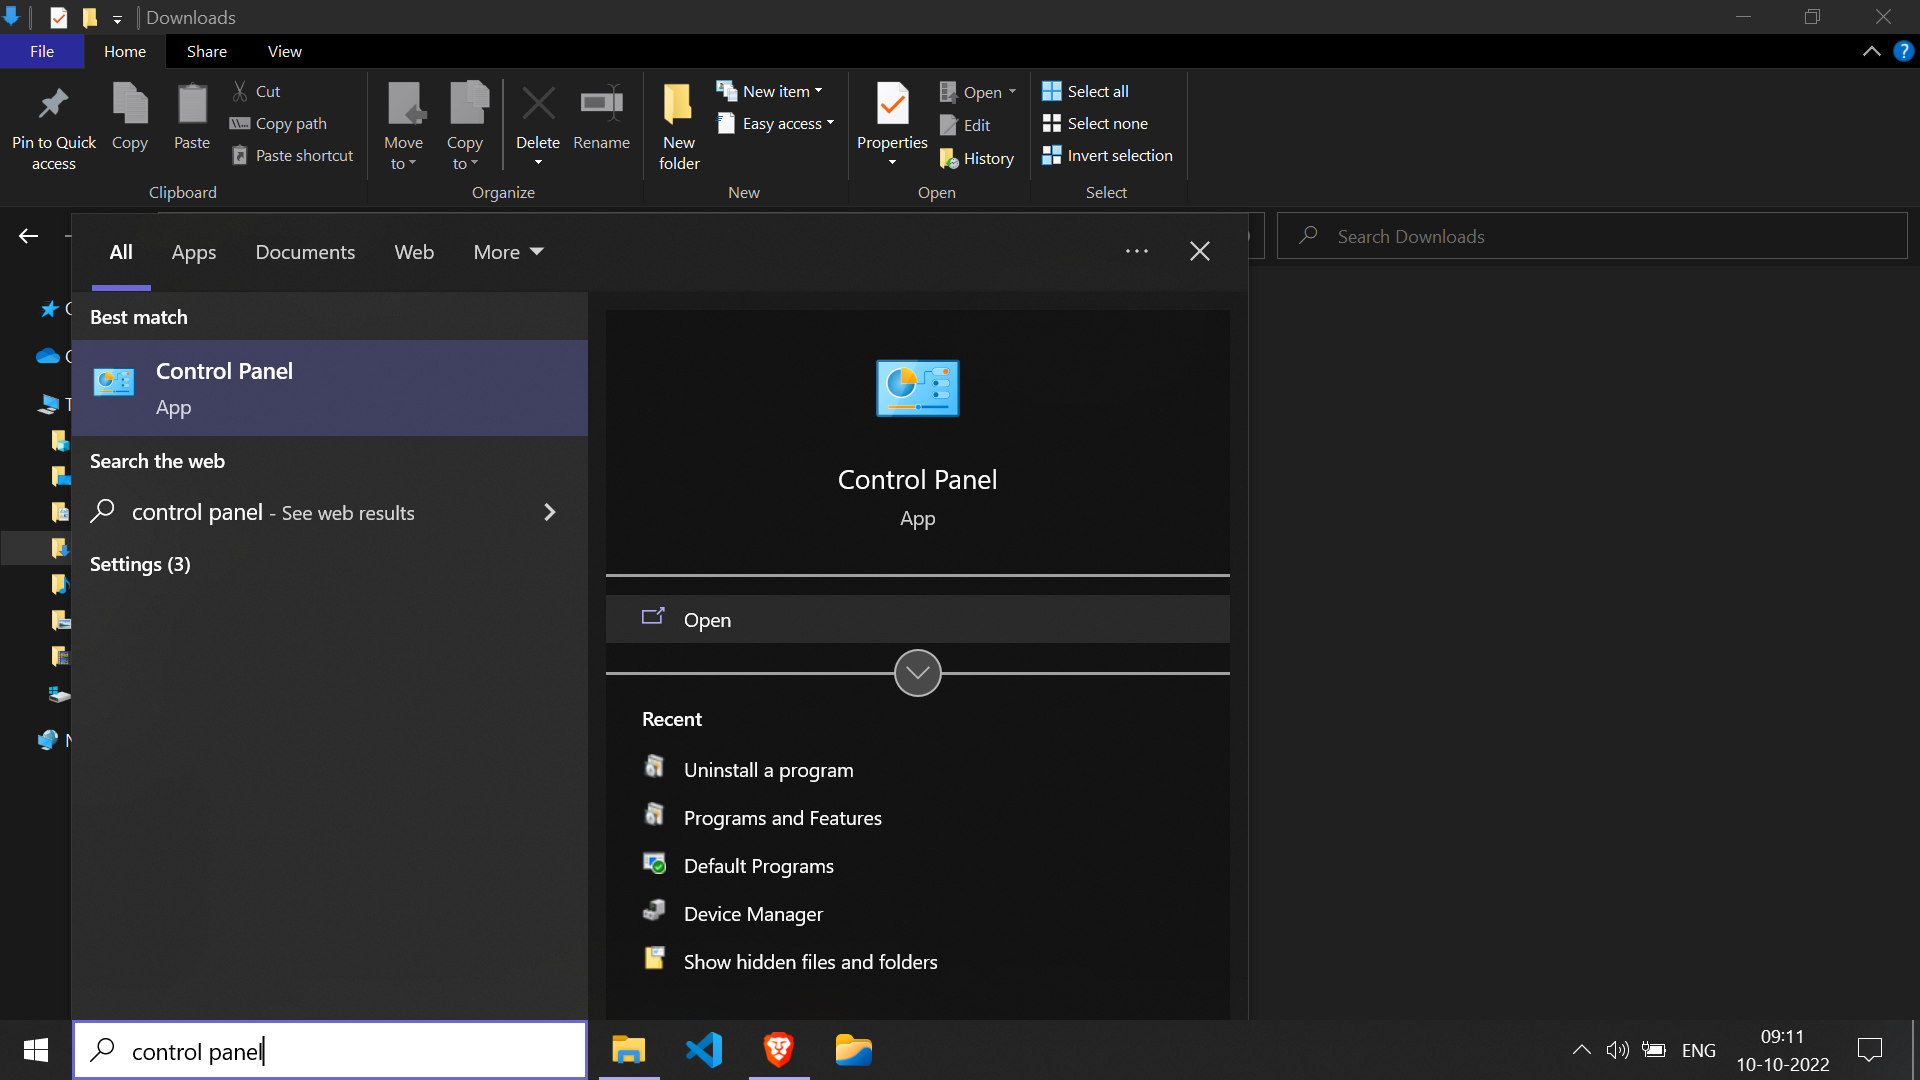 Downloads
File Home Share View
Pin to Quick access
Copy
Paste
Cut
Copy path
Paste shortcut
Clipboard
Move to
Copy to
Delete
Rename
Organize
New folder
New item
Easy access
New
Properties
Open
Edit
History
Open
Select all
Select none
Invert selection
Select
Search Downloads
All Apps Documents Web More
Best match
Control Panel
App
Search the web
control panel - See web results
Settings (3)
Control Panel
App
Open
Recent
Uninstall a program
Programs and Features
Default Programs
Device Manager
Show hidden files and folders
control panel
ENG
09:11
10-10-2022